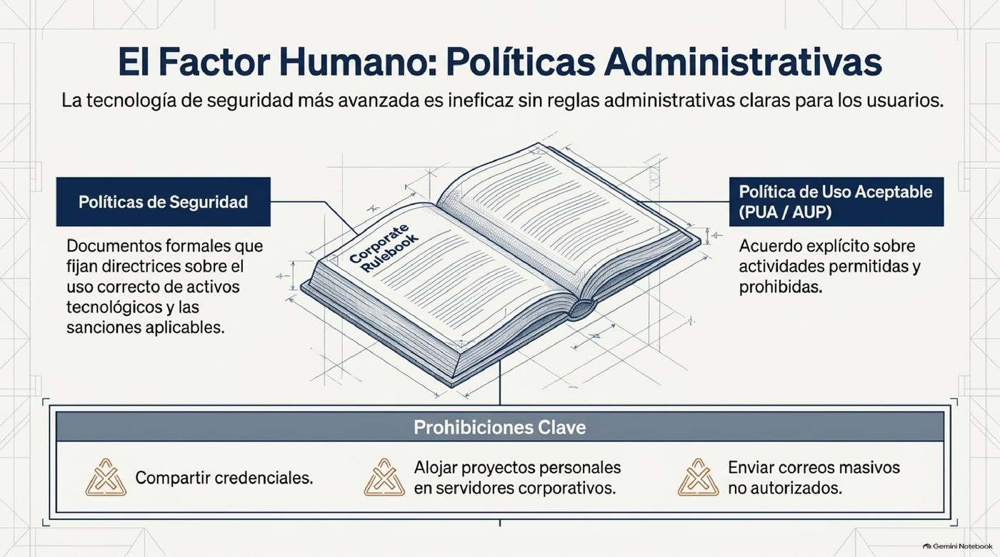 El Factor Humano: Políticas Administrativas
La tecnología de seguridad más avanzada es ineficaz sin reglas administrativas claras para los usuarios.
Políticas de Seguridad
Documentos formales que
fijan directrices sobre el
uso correcto de activos
tecnológicos y las
sanciones aplicables.
Corporate
Rulebook
Política de Uso Aceptable
(PUA / AUP)
Acuerdo explícito sobre
actividades permitidas y
prohibidas.
Prohibiciones Clave
Compartir credenciales.
Alojar proyectos personales
en servidores corporativos.
Enviar correos masivos
no autorizados.
Gemini Notebook